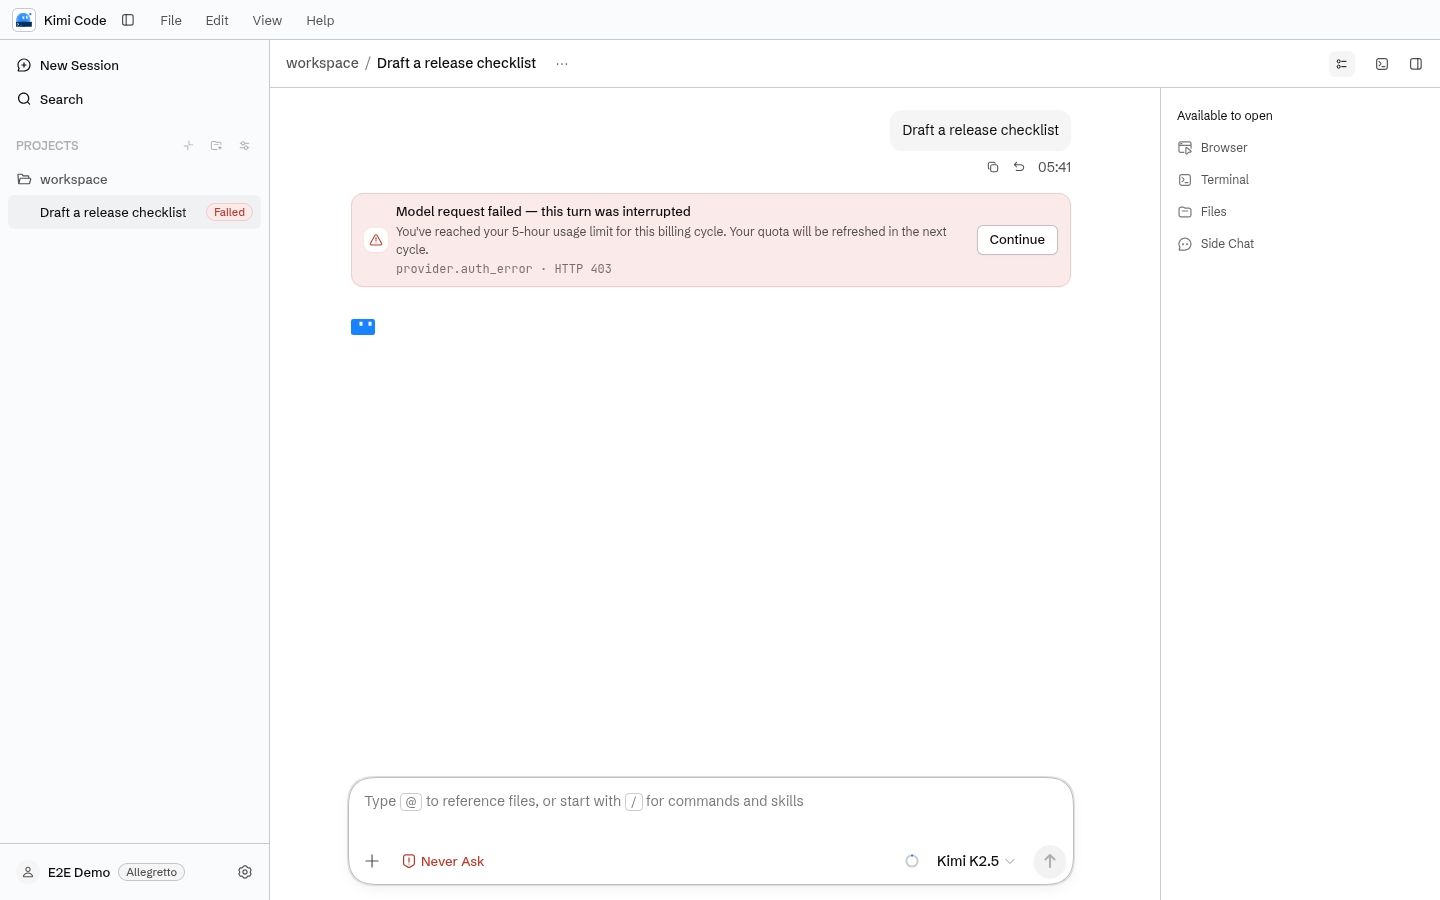 Kimi Code File Edit View Help
New Session
Search
PROJECTS
workspace
Draft a release checklist Failed
workspace / Draft a release checklist ...
Draft a release checklist
05:41
Model request failed — this turn was interrupted
You've reached your 5-hour usage limit for this billing cycle. Your quota will be refreshed in the next
cycle.
provider.auth_error · HTTP 403
Continue
Available to open
Browser
Terminal
Files
Side Chat
Type @ to reference files, or start with / for commands and skills
Never Ask
Kimi K2.5
E2E Demo Allegretto